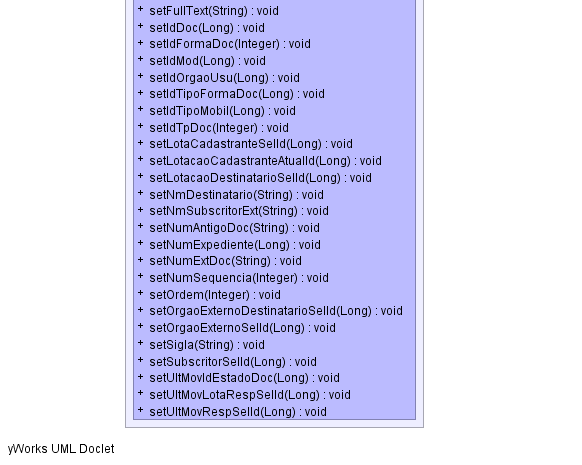 + setFullText(String) : void
+ setIdDoc(Long) : void
+ setIdFormaDoc(Integer) : void
+ setIdMod(Long) : void
+ setIdOrgaoUsu(Long) : void
+ setIdTipoFormaDoc(Long) : void
+ setIdTipoMobil(Long) : void
+ setIdTpDoc(Integer) : void
+ setLotaCadastranteSelId(Long) : void
+ setLotacaoCadastranteAtualId(Long) : void
+ setLotacaoDestinatarioSelId(Long) : void
+ setNmDestinatario(String) : void
+ setNmSubscritorExt(String) : void
+ setNumAntigoDoc(String) : void
+ setNumExpediente(Long) : void
+ setNumExtDoc(String) : void
+ setNumSequencia(Integer) : void
+ setOrdem(Integer) : void
+ setOrgaoExternoDestinatarioSelId(Long) : void
+ setOrgaoExternoSelId(Long) : void
+ setSigla(String) : void
+ setSubscritorSelId(Long) : void
+ setUltMovIdEstadoDoc(Long) : void
+ setUltMovLotaRespSelId(Long) : void
+ setUltMovRespSelId(Long) : void
yWorks UML Doclet